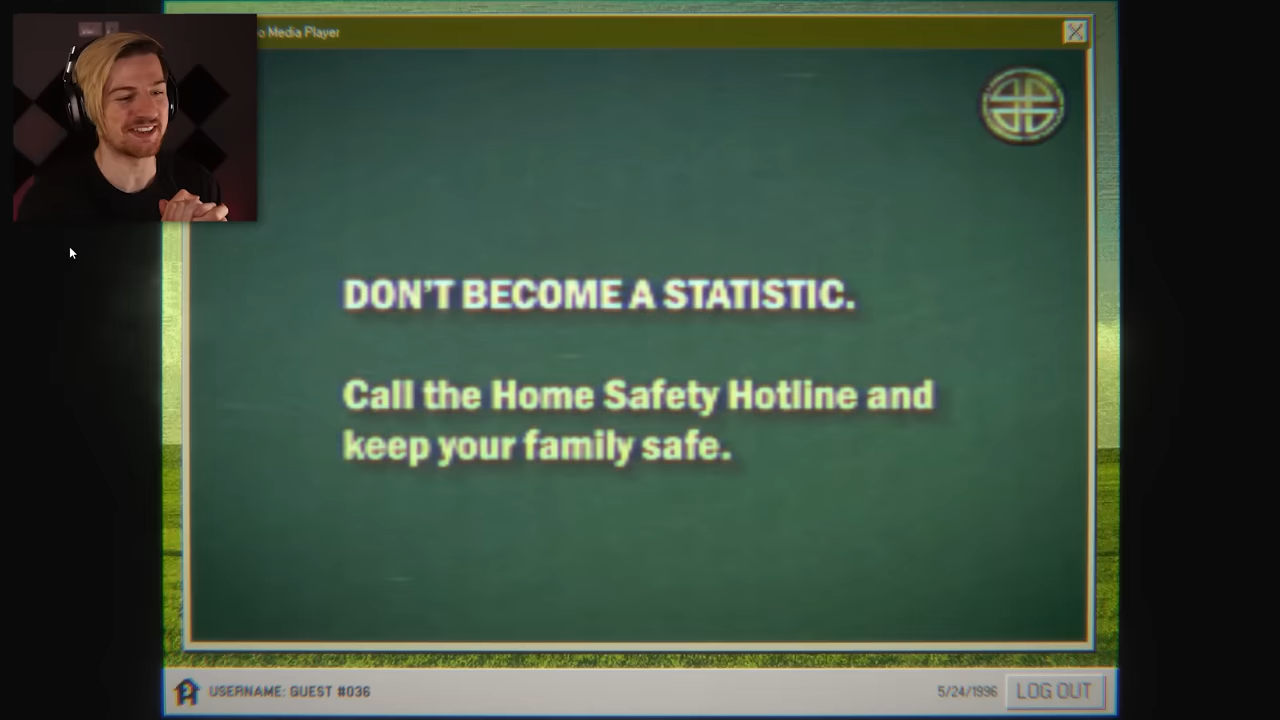 Media Player
DON'T BECOME A STATISTIC.
Call the Home Safety Hotline and
keep your family safe.
USERNAME: GUEST #036
5/24/1996
LOG OUT